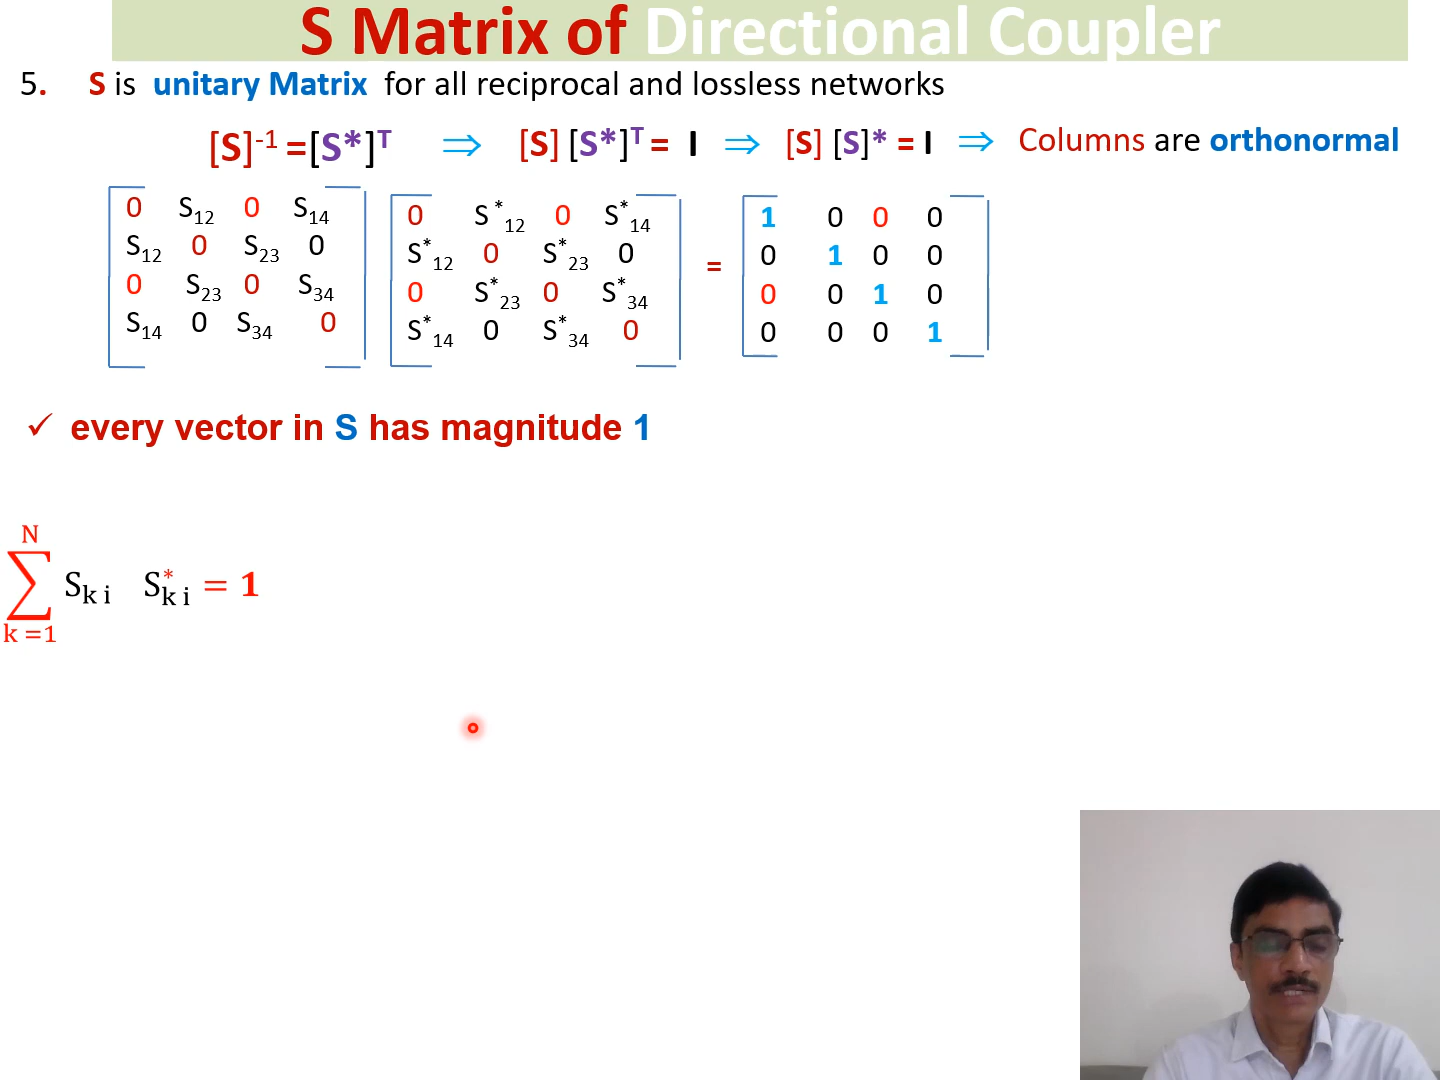 S Matrix of Directional Coupler
5. S is unitary Matrix for all reciprocal and lossless networks
[S]⁻¹ =[S*]ᵀ ⇒ [S] [S*]ᵀ = I ⇒ [S] [S]* = I ⇒ Columns are orthonormal
0 S₁₂ 0 S₁₄ 0 S*₁₂ 0 S*₁₄ 1 0 0 0
S₁₂ 0 S₂₃ 0 S*₁₂ 0 S*₂₃ 0 = 0 1 0 0
0 S₂₃ 0 S₃₄ 0 S*₂₃ 0 S*₃₄ 0 0 1 0
S₁₄ 0 S₃₄ 0 S*₁₄ 0 S*₃₄ 0 0 0 0 1
✓ every vector in S has magnitude 1
N
∑ S_{k i} S*_{k i} = 1
k =1